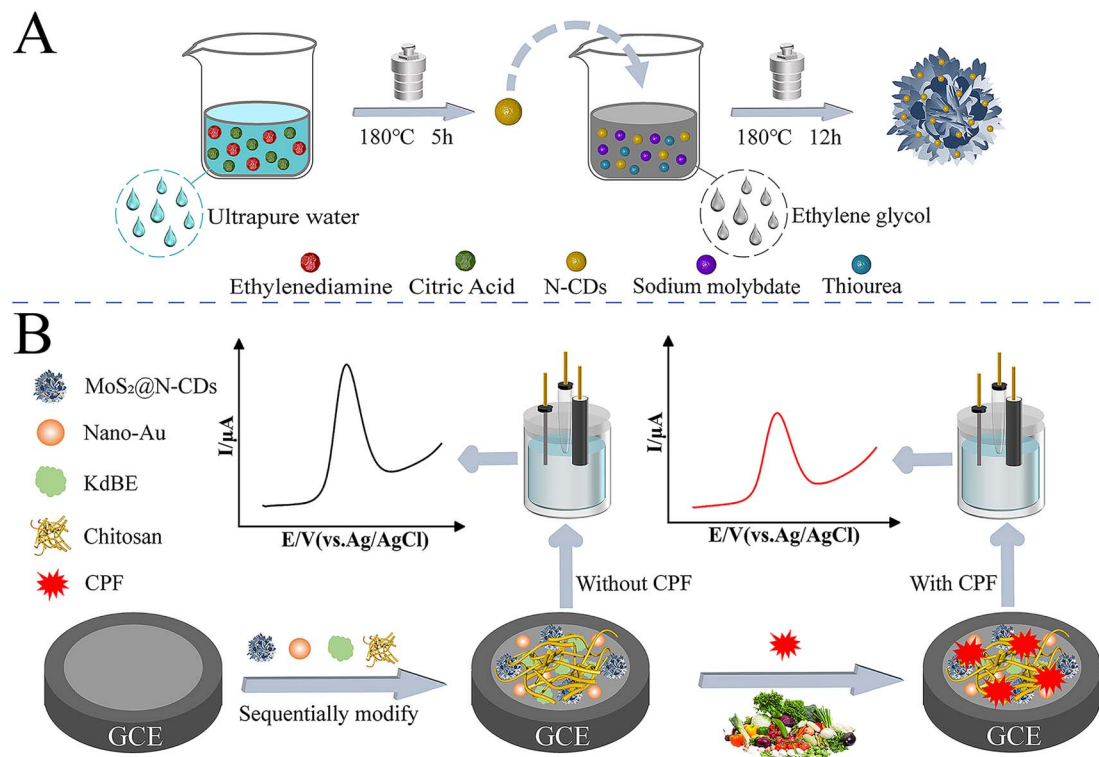 A
180℃ 5h
180℃ 12h
Ultrapure water
Ethylene glycol
Ethylenediamine
Citric Acid
N-CDs
Sodium molybdate
Thiourea
B
MoS₂@N-CDs
Nano-Au
KdBE
Chitosan
CPF
I/μA
E/V(vs.Ag/AgCl)
I/μA
E/V(vs.Ag/AgCl)
Without CPF
With CPF
GCE
Sequentially modify
GCE
GCE